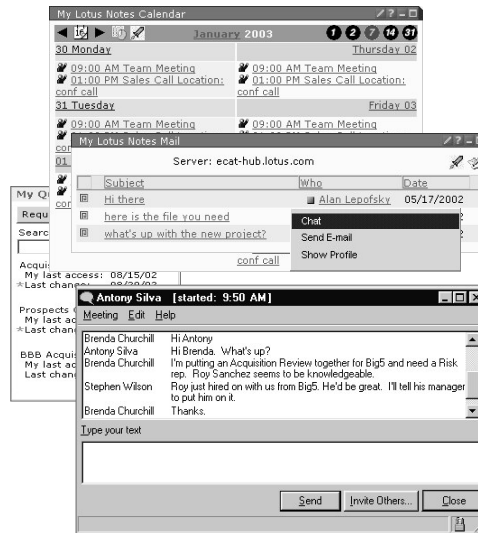 My Lotus Notes Calendar
January 2003
30 Monday
Thursday 02
09:00 AM Team Meeting
01:00 PM Sales Call Location:
conf call
09:00 AM Team Meeting
01:00 PM Sales Call Location:
conf call
31 Tuesday
Friday 03
09:00 AM Team Meeting
09:00 AM Team Meeting
My Lotus Notes Mail
Server: ecat-hub.lotus.com
Subject Who Date
Hi there Alan Lepofsky 05/17/2002
here is the file you need
what's up with the new project?
Chat
Send E-mail
Show Profile
conf call
My Q
Requ
Searc
Acqui
My last access: 08/15/02
*Last chan
Prospects
My last ac
*Last chan
BBB Acquis
My last ac
Last chan
Antony Silva [started: 9:50 AM]
Meeting Edit Help
Brenda Churchill Hi Antony
Antony Silva Hi Brenda. What's up?
Brenda Churchill I'm putting an Acquisition Review together for Big5 and need a Risk
rep. Roy Sanchez seems to be knowledgeable.
Stephen Wilson Roy just hired on with us from Big5. He'd be great. I'll tell his manager
to put him on it.
Brenda Churchill Thanks.
Type your text
Send Invite Others... Close